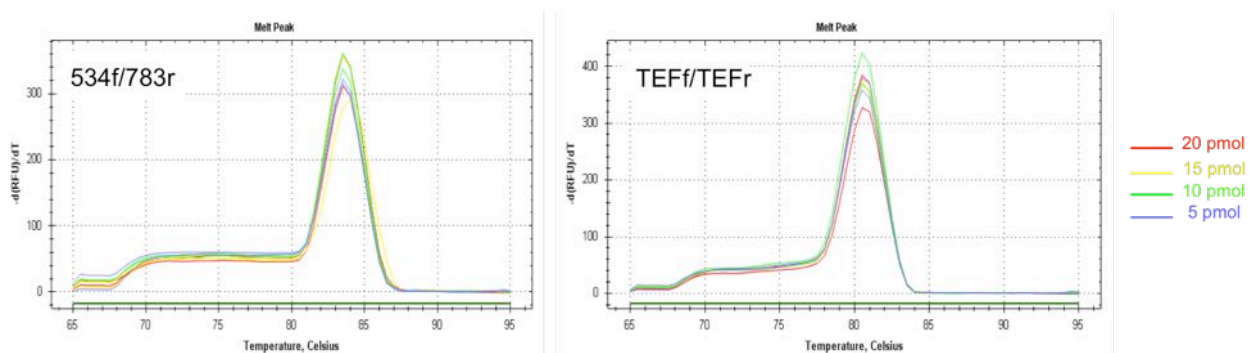 Melt Peak
534f/783r
300
200
100
0
-d(RFU)/dT
65 70 75 80 85 90 95
Temperature, Celsius
Melt Peak
TEFf/TEFr
400
300
200
100
0
-d(RFU)/dT
65 70 75 80 85 90 95
Temperature, Celsius
20 pmol
15 pmol
10 pmol
5 pmol